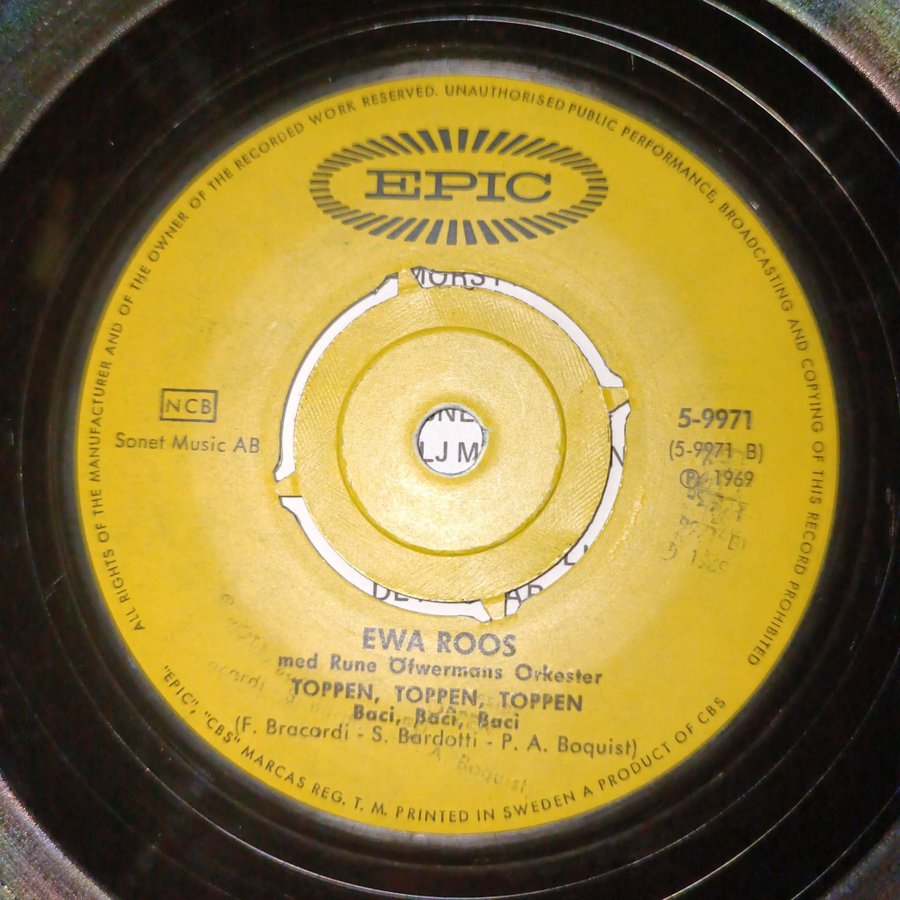 ALL RIGHTS OF THE MANUFACTURER AND OF THE OWNER OF THE RECORDED WORK RESERVED. UNAUTHORISED PUBLIC PERFORMANCE, BROADCASTING AND COPYING OF THIS RECORD PROHIBITED
EPIC
NCB
Sonet Music AB
5-9971
(5-9971 B)
℗ 1969
LJ M
EWA ROOS
med Rune Öfwermans Orkester
TOPPEN, TOPPEN, TOPPEN
Baci, Baci, Baci
(F. Bracardi - S. Bardotti - P. A. Boquist)
A. Boquist)
"EPIC", "CBS" MARCAS REG. T. M. PRINTED IN SWEDEN A PRODUCT OF CBS